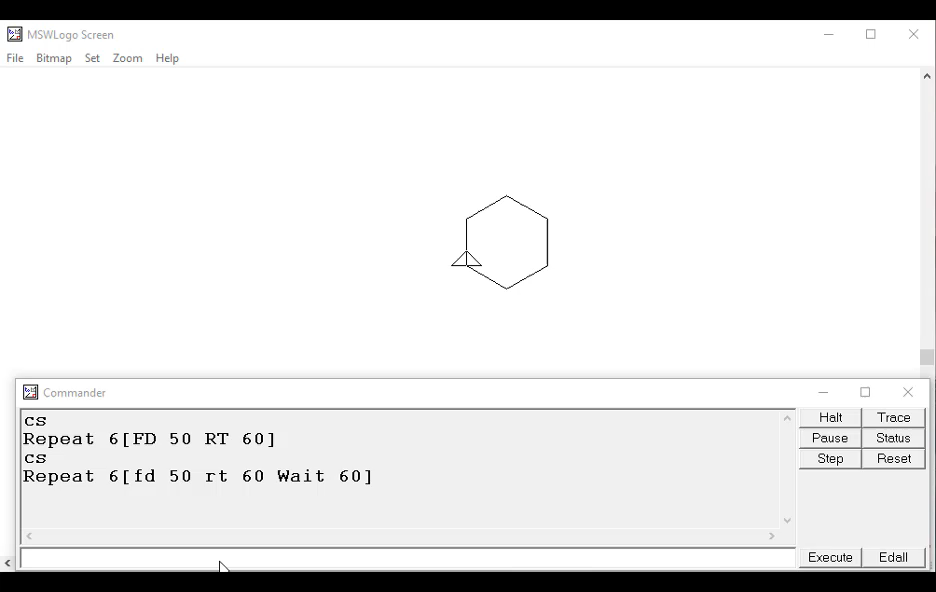 MSWLogo Screen
File Bitmap Set Zoom Help
Commander
cs
Repeat 6[FD 50 RT 60]
cs
Repeat 6[fd 50 rt 60 Wait 60]
Halt Trace
Pause Status
Step Reset
Execute Edall